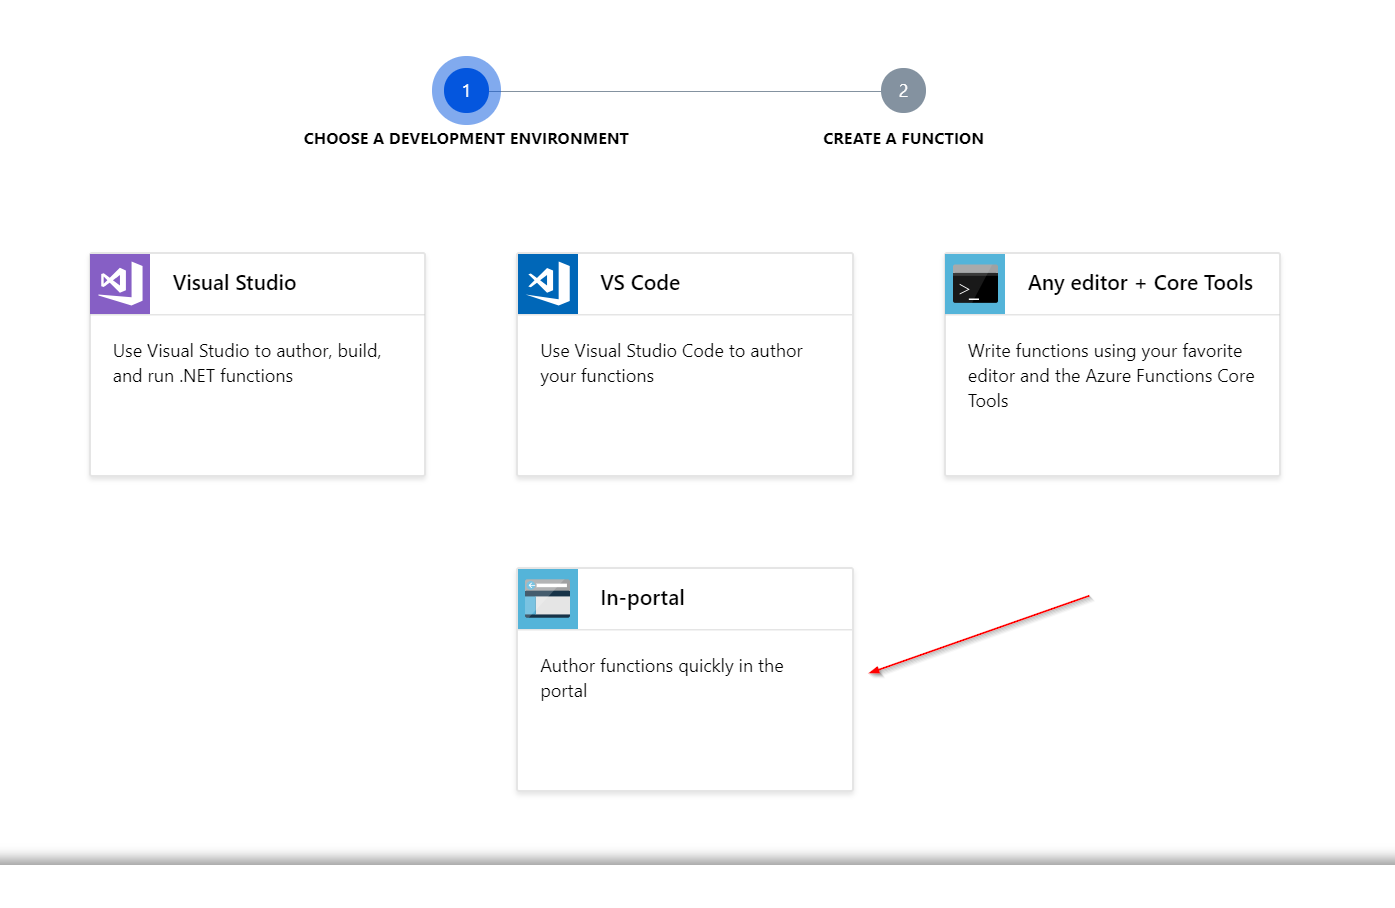 1
2
CHOOSE A DEVELOPMENT ENVIRONMENT
CREATE A FUNCTION
Visual Studio
Use Visual Studio to author, build,
and run .NET functions
VS Code
Use Visual Studio Code to author
your functions
>_
Any editor + Core Tools
Write functions using your favorite
editor and the Azure Functions Core
Tools
In-portal
Author functions quickly in the
portal